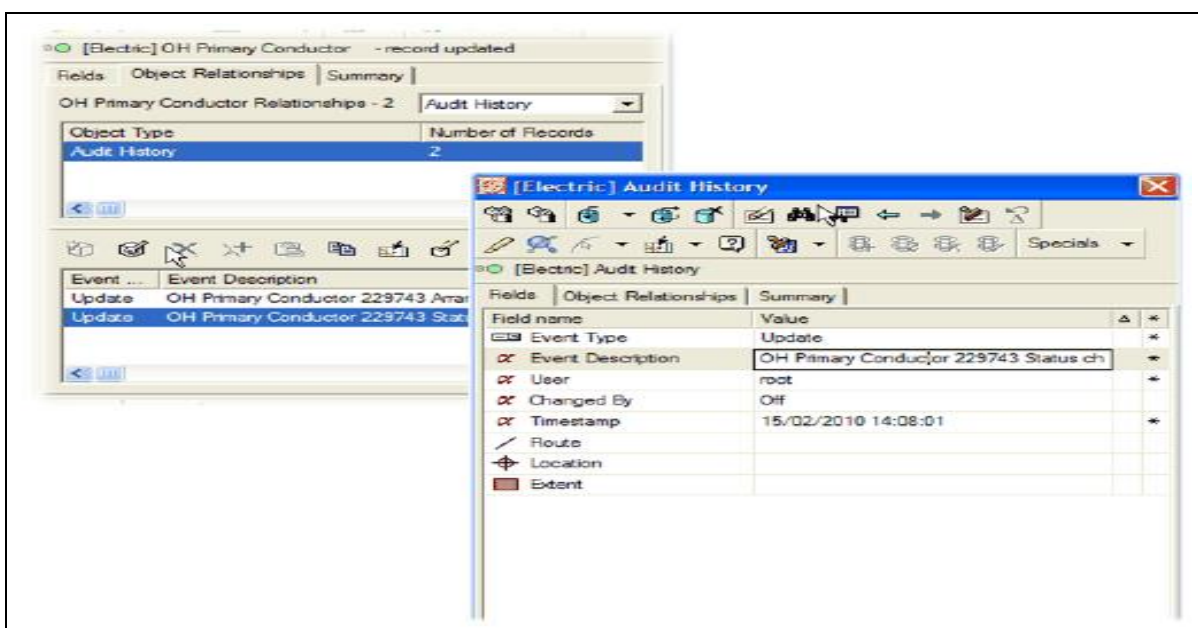 [Electric] OH Primary Conductor - record updated
Fields Object Relationships Summary
OH Primary Conductor Relationships - 2 Audit History
Object Type Number of Records
Audit History 2
Event ... Event Description
Update OH Primary Conductor 229743 Arrar
Update OH Primary Conductor 229743 Stat
[Electric] Audit History
Specials
[Electric] Audit History
Fields Object Relationships Summary
Field name Value
Event Type Update *
Event Description OH Primary Conductor 229743 Status ch *
User root *
Changed By Off
Timestamp 15/02/2010 14:08:01 *
Route
Location
Extent